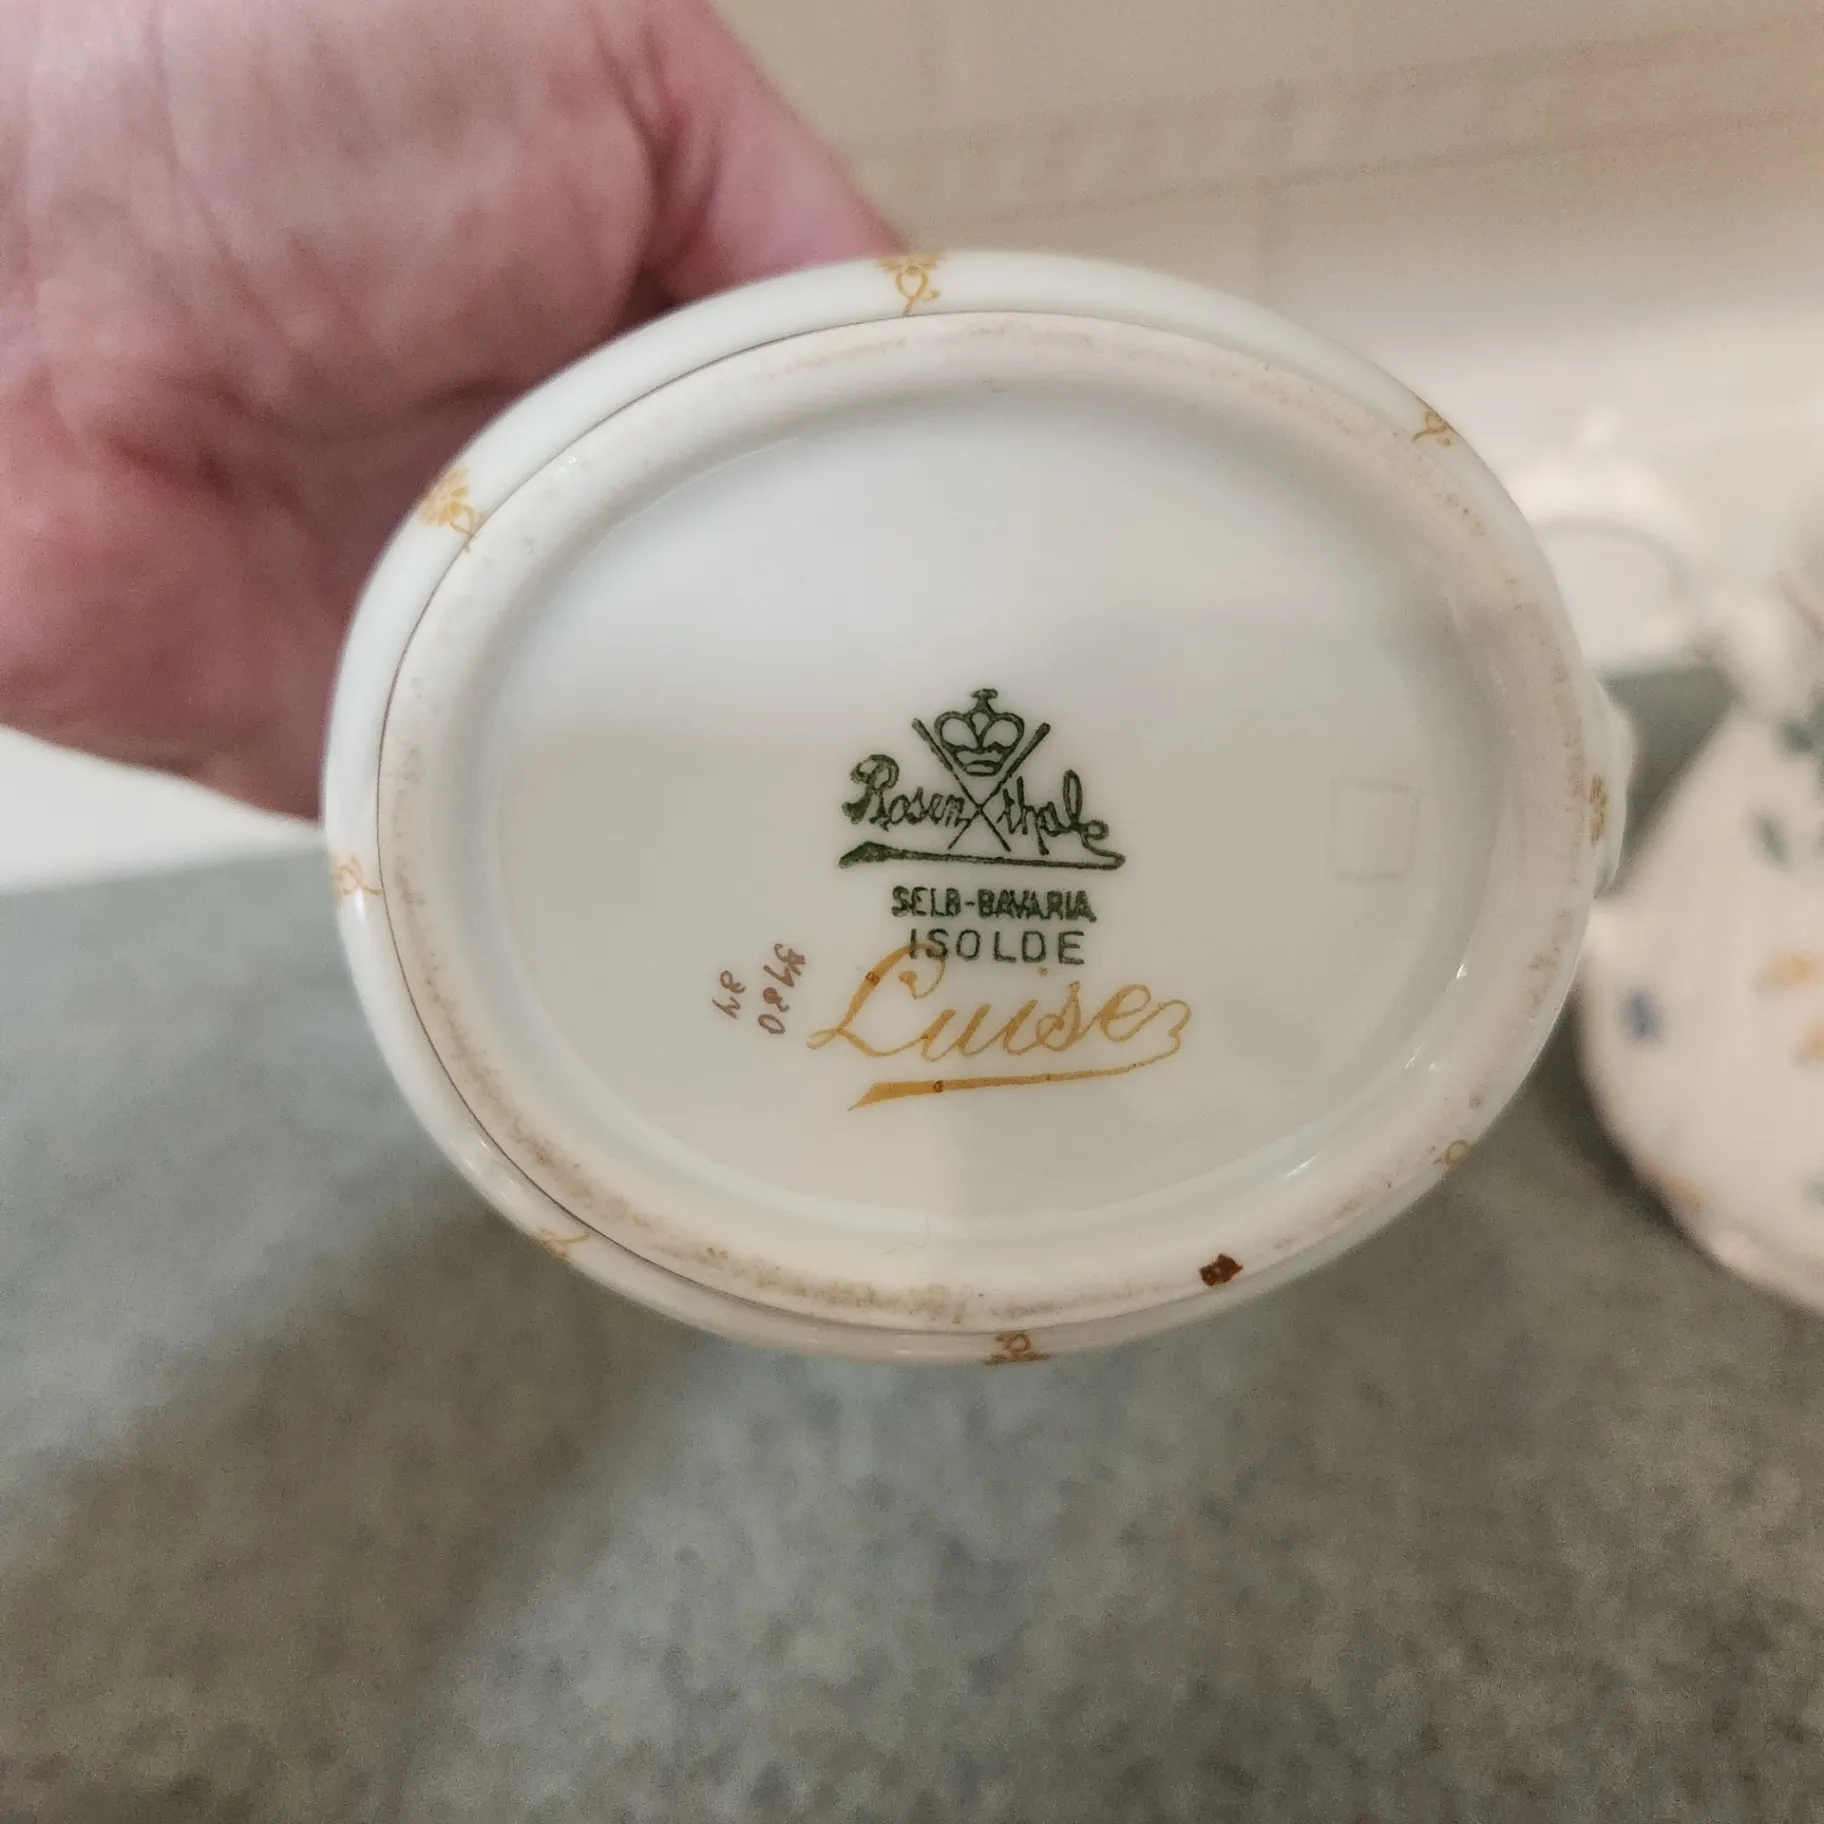 Rosenthal
SELB-BAVARIA
ISOLDE
Luise